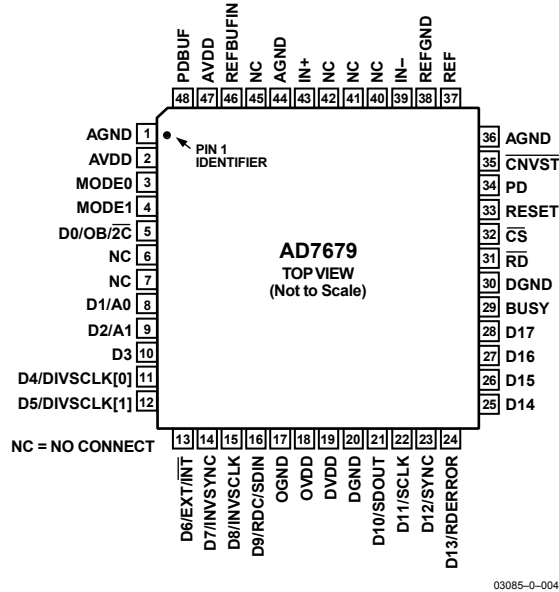 PDBUF
AVDD
REFBUFIN
NC
AGND
IN+
NC
NC
NC
IN–
REFGND
REF
48 47 46 45 44 43 42 41 40 39 38 37
AGND 1
AVDD 2
MODE0 3
MODE1 4
D0/OB/2̅C̅ 5
NC 6
NC 7
D1/A0 8
D2/A1 9
D3 10
D4/DIVSCLK[0] 11
D5/DIVSCLK[1] 12
PIN 1
IDENTIFIER
AD7679
TOP VIEW
(Not to Scale)
36 AGND
35 C̅N̅V̅S̅T̅
34 PD
33 RESET
32 C̅S̅
31 R̅D̅
30 DGND
29 BUSY
28 D17
27 D16
26 D15
25 D14
NC = NO CONNECT
13 14 15 16 17 18 19 20 21 22 23 24
D6/EXT/I̅N̅T̅
D7/INVSYNC
D8/INVSCLK
D9/RDC/SDIN
OGND
OVDD
DVDD
DGND
D10/SDOUT
D11/SCLK
D12/SYNC
D13/RDERROR
03085–0–004